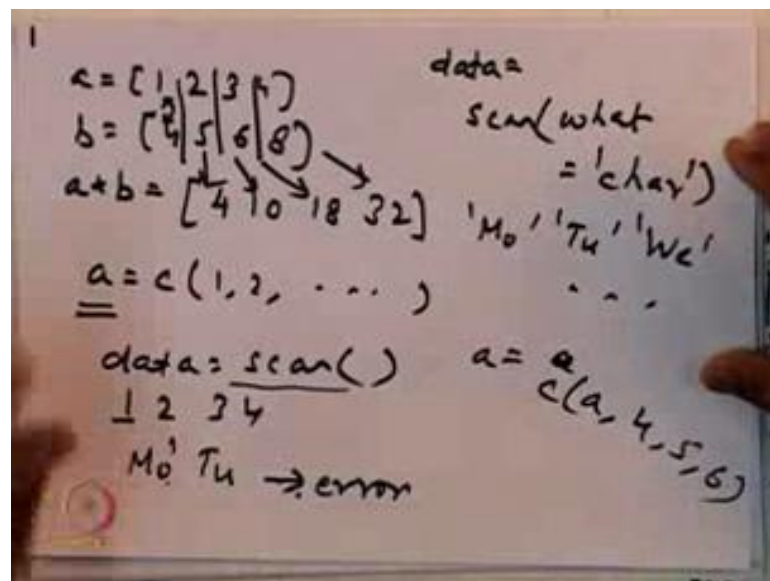 1
a = [ 1 | 2 | 3 | 4 ]
b = [ 4 | 5 | 6 | 8 ]
a * b = [ 4 10 18 32 ]
a = c ( 1, 2, . . . . )
data = scan ( )
1 2 3 4
Mo' Tu → error
data =
scan ( what
= 'char' )
'Mo' 'Tu' 'We'
. . .
a =
c ( a, 4, 5, 6 )